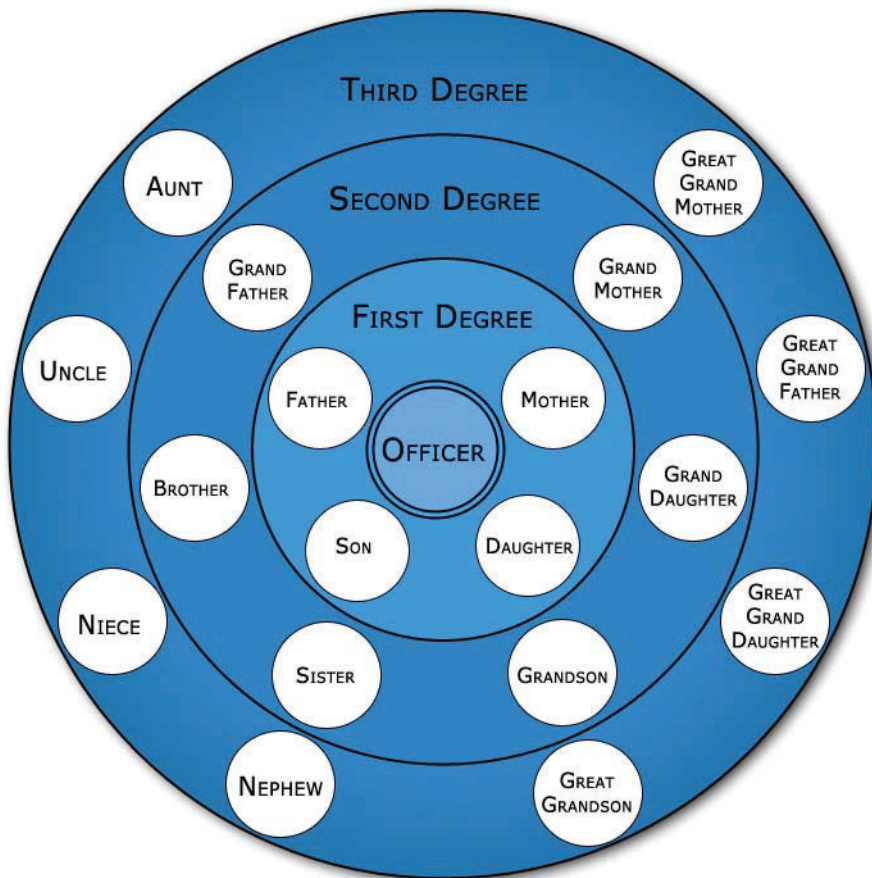 THIRD DEGREE
AUNT
GREAT
GRAND
MOTHER
SECOND DEGREE
GRAND
FATHER
GRAND
MOTHER
FIRST DEGREE
UNCLE
GREAT
GRAND
FATHER
FATHER
MOTHER
OFFICER
BROTHER
GRAND
DAUGHTER
SON
DAUGHTER
NIECE
GREAT
GRAND
DAUGHTER
SISTER
GRANDSON
NEPHEW
GREAT
GRANDSON